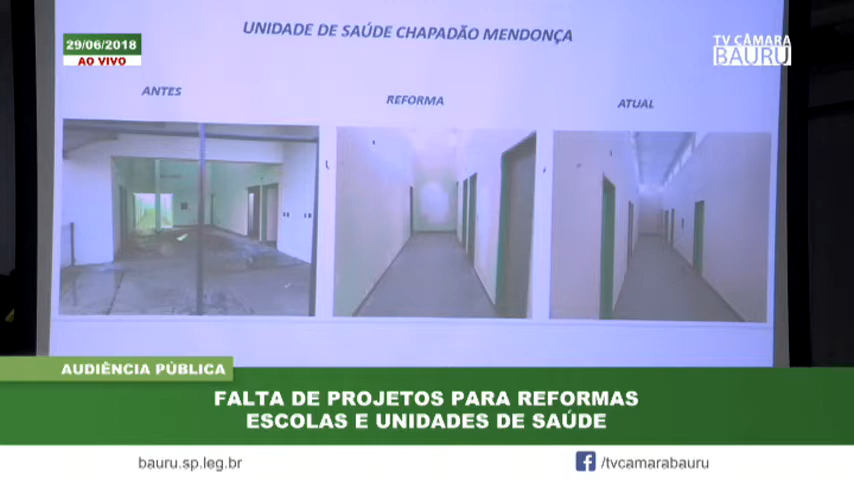 UNIDADE DE SAÚDE CHAPADÃO MENDONÇA
29/06/2018
AO VIVO
TV CÂMARA
BAURU
ANTES
REFORMA
ATUAL
AUDIÊNCIA PÚBLICA
FALTA DE PROJETOS PARA REFORMAS
ESCOLAS E UNIDADES DE SAÚDE
bauru.sp.leg.br
/tvcamarabauru